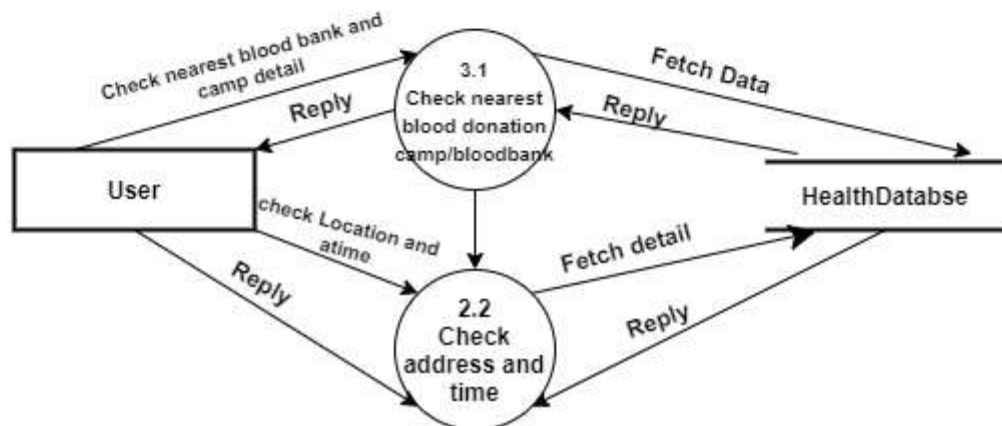 Check nearest blood bank and
camp detail
Reply
3.1
Check nearest
blood donation
camp/bloodbank
Fetch Data
Reply
User
HealthDatabse
check Location and
atime
Reply
2.2
Check
address and
time
Fetch detail
Reply